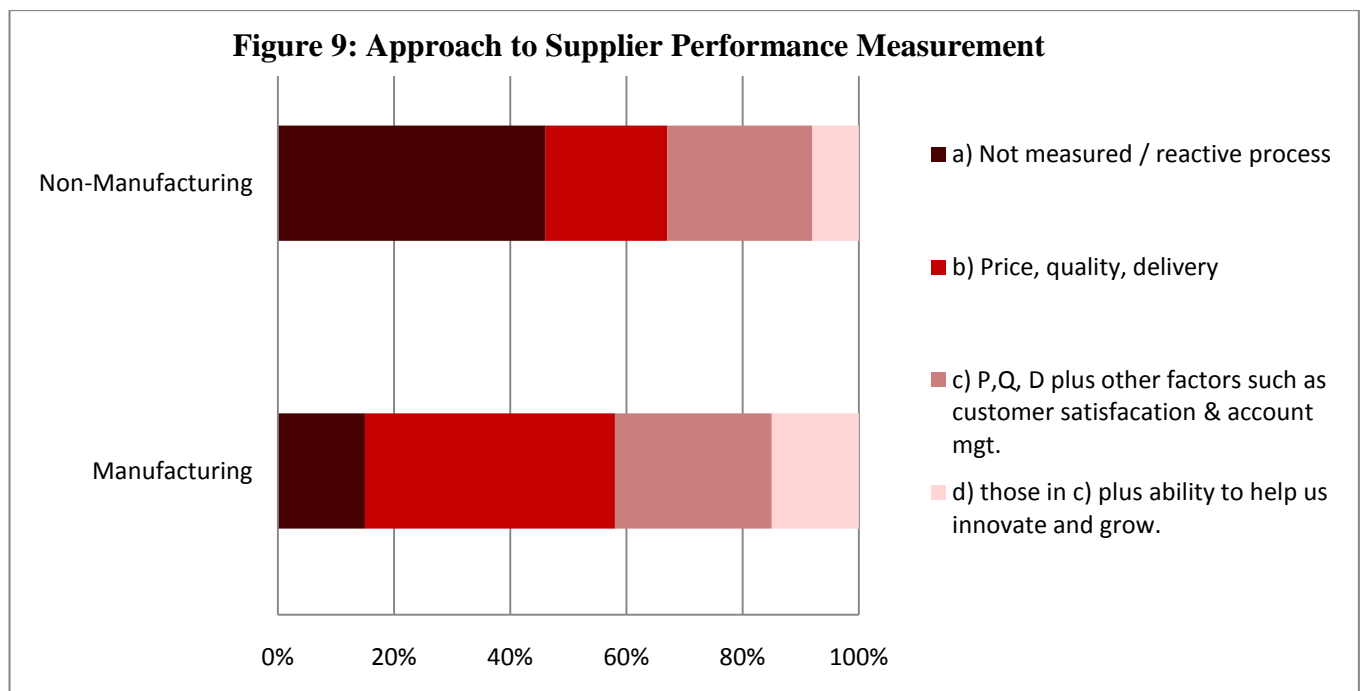 Figure 9: Approach to Supplier Performance Measurement
Non-Manufacturing
Manufacturing
0% 20% 40% 60% 80% 100%
a) Not measured / reactive process
b) Price, quality, delivery
c) P,Q, D plus other factors such as
customer satisfacation & account
mgt.
d) those in c) plus ability to help us
innovate and grow.